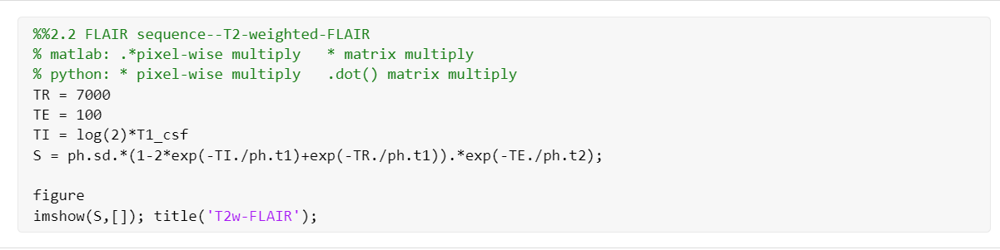 %%2.2 FLAIR sequence--T2-weighted-FLAIR
% matlab: .*pixel-wise multiply   * matrix multiply
% python: * pixel-wise multiply   .dot() matrix multiply
TR = 7000
TE = 100
TI = log(2)*T1_csf
S = ph.sd.*(1-2*exp(-TI./ph.t1)+exp(-TR./ph.t1)).*exp(-TE./ph.t2);
figure
imshow(S,[]); title('T2w-FLAIR');